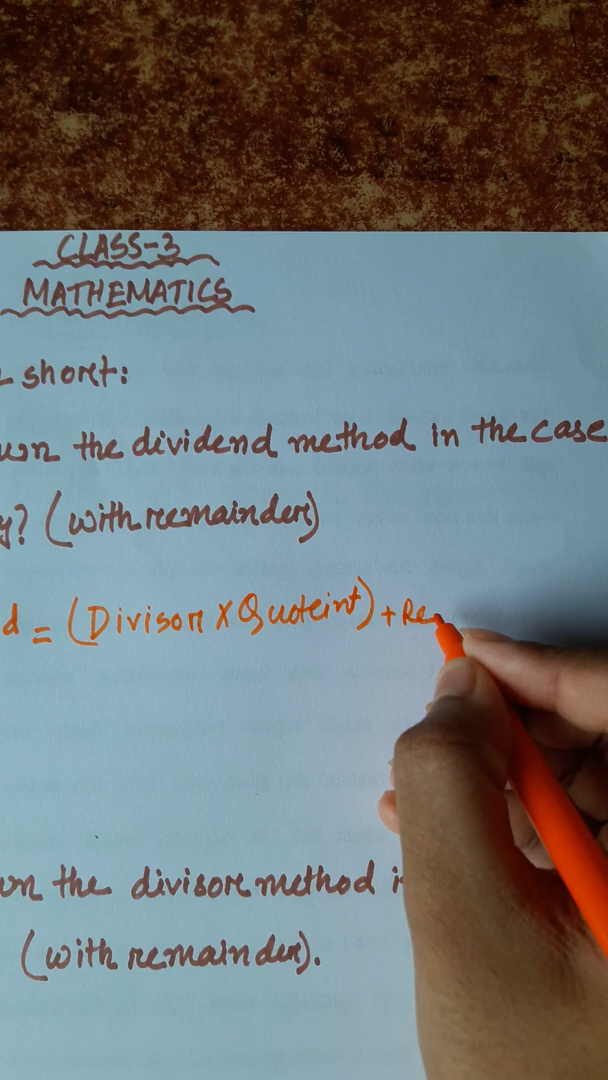 CLASS-3
MATHEMATICS
short:
the dividend method in the case
y? (with remainder)
d = (Divisor X Quoteint) + Re
the divisor method i
(with remainder).